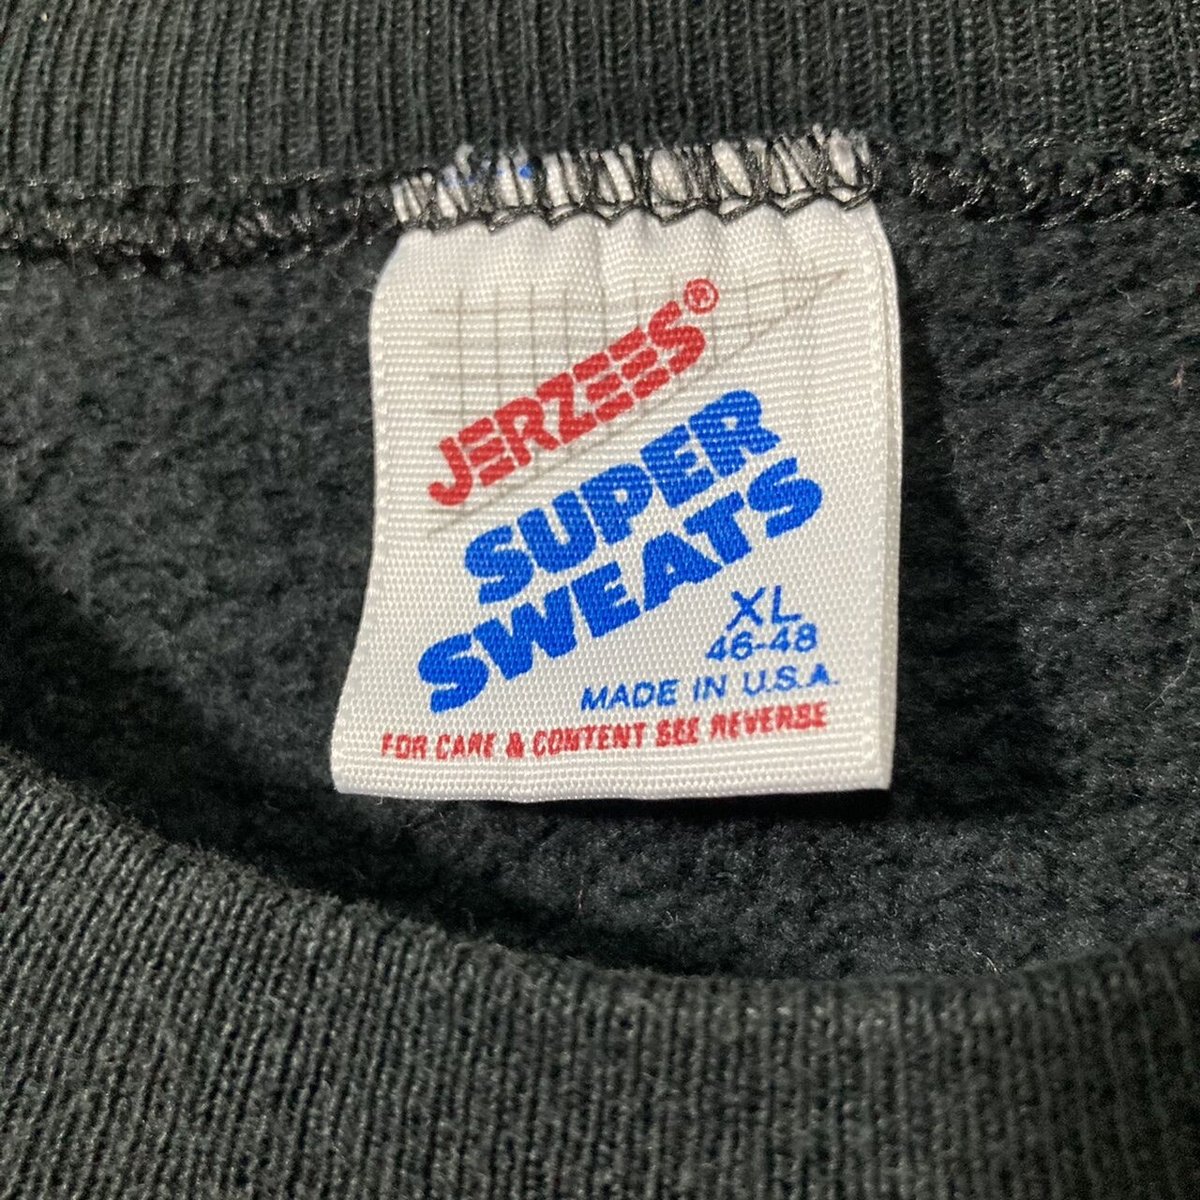 JERZEES®
SUPER
SWEATS
XL
46-48
MADE IN U.S.A.
FOR CARE & CONTENT SEE REVERSE